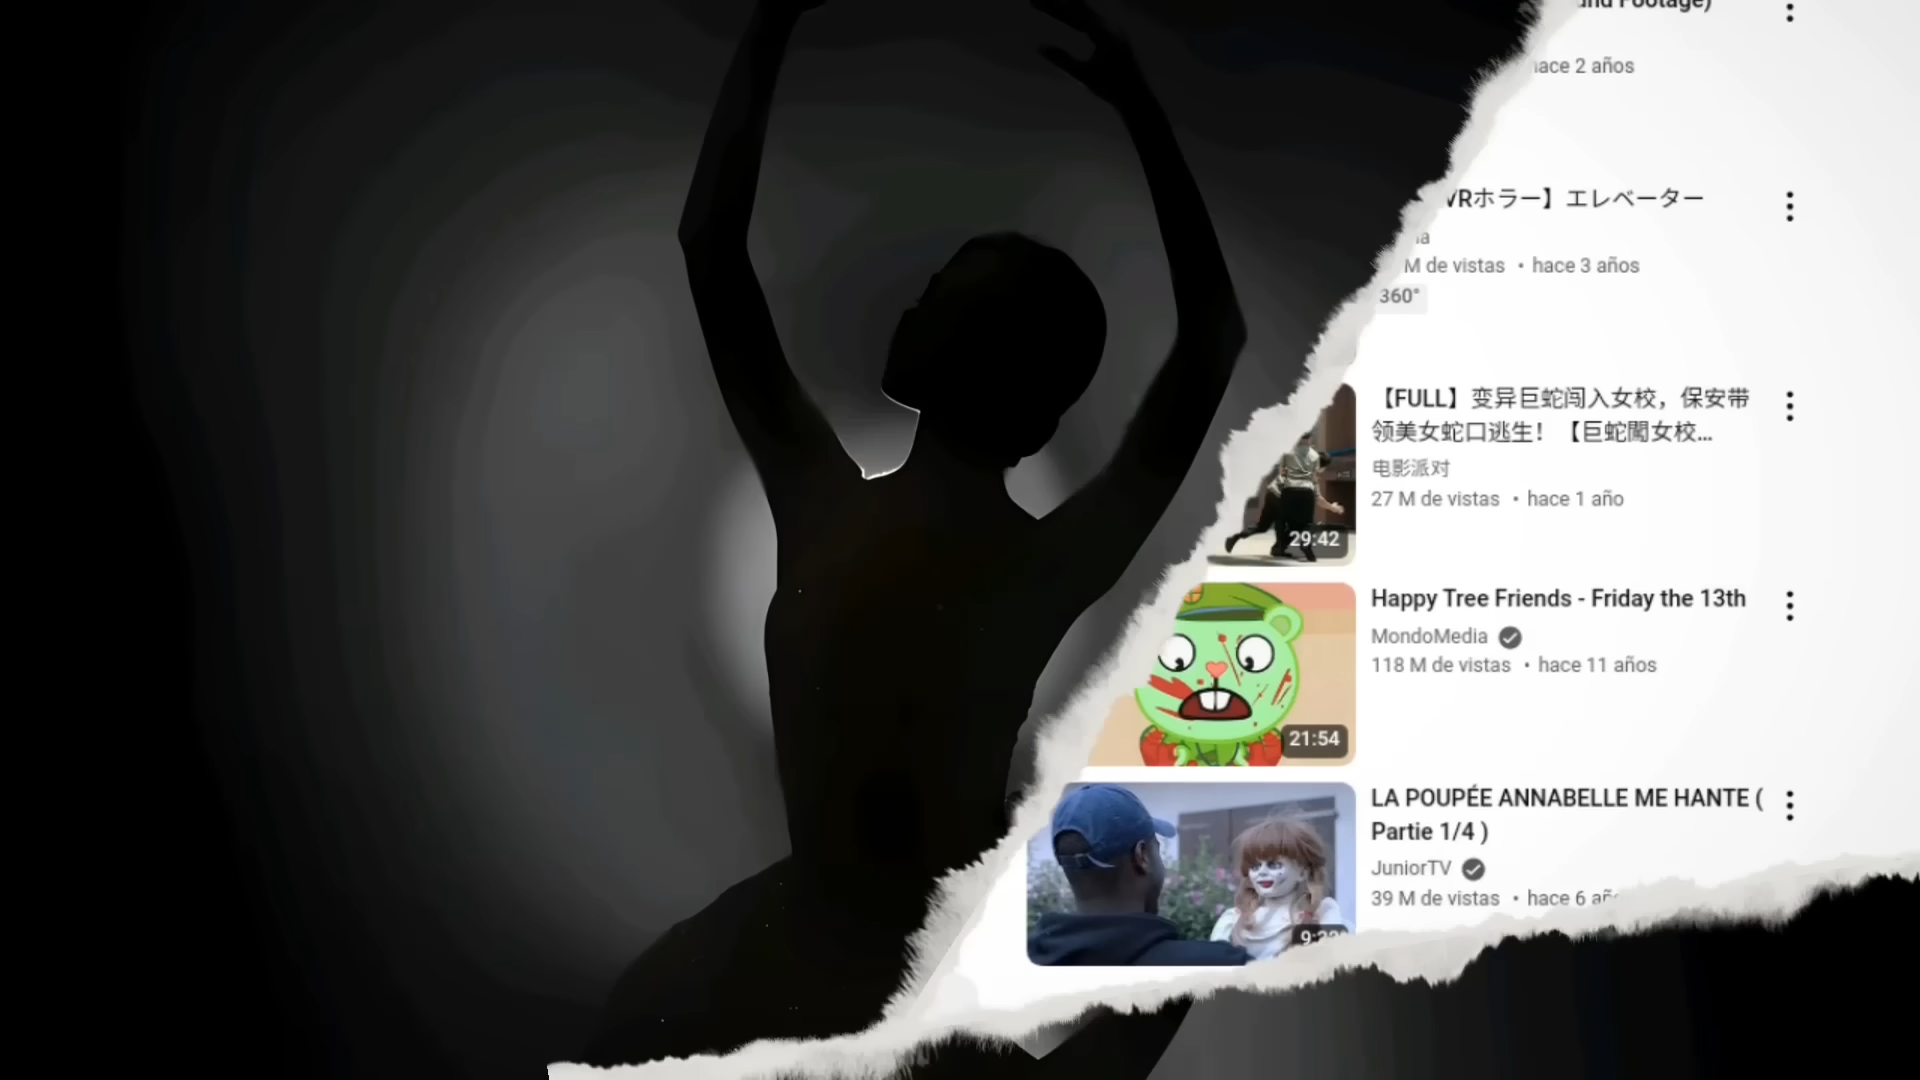 und Footage)
hace 2 años
VRホラー】エレベーター
M de vistas • hace 3 años
360°
【FULL】变异巨蛇闯入女校，保安带
领美女蛇口逃生！【巨蛇闖女校...
电影派对
27 M de vistas • hace 1 año
29:42
Happy Tree Friends - Friday the 13th
MondoMedia
118 M de vistas • hace 11 años
21:54
LA POUPÉE ANNABELLE ME HANTE (
Partie 1/4 )
JuniorTV
39 M de vistas • hace 6